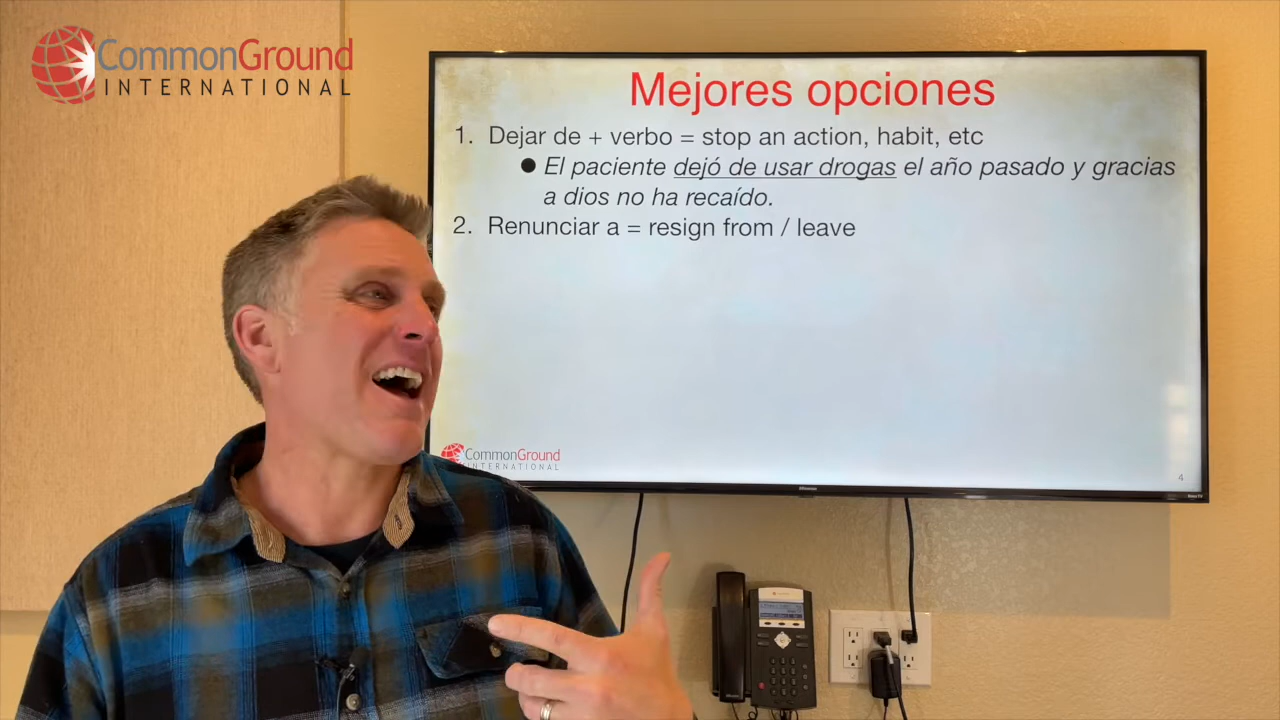 CommonGround
INTERNATIONAL
Mejores opciones
1. Dejar de + verbo = stop an action, habit, etc
● El paciente dejó de usar drogas el año pasado y gracias
a dios no ha recaído.
2. Renunciar a = resign from / leave
CommonGround
INTERNATIONAL
4